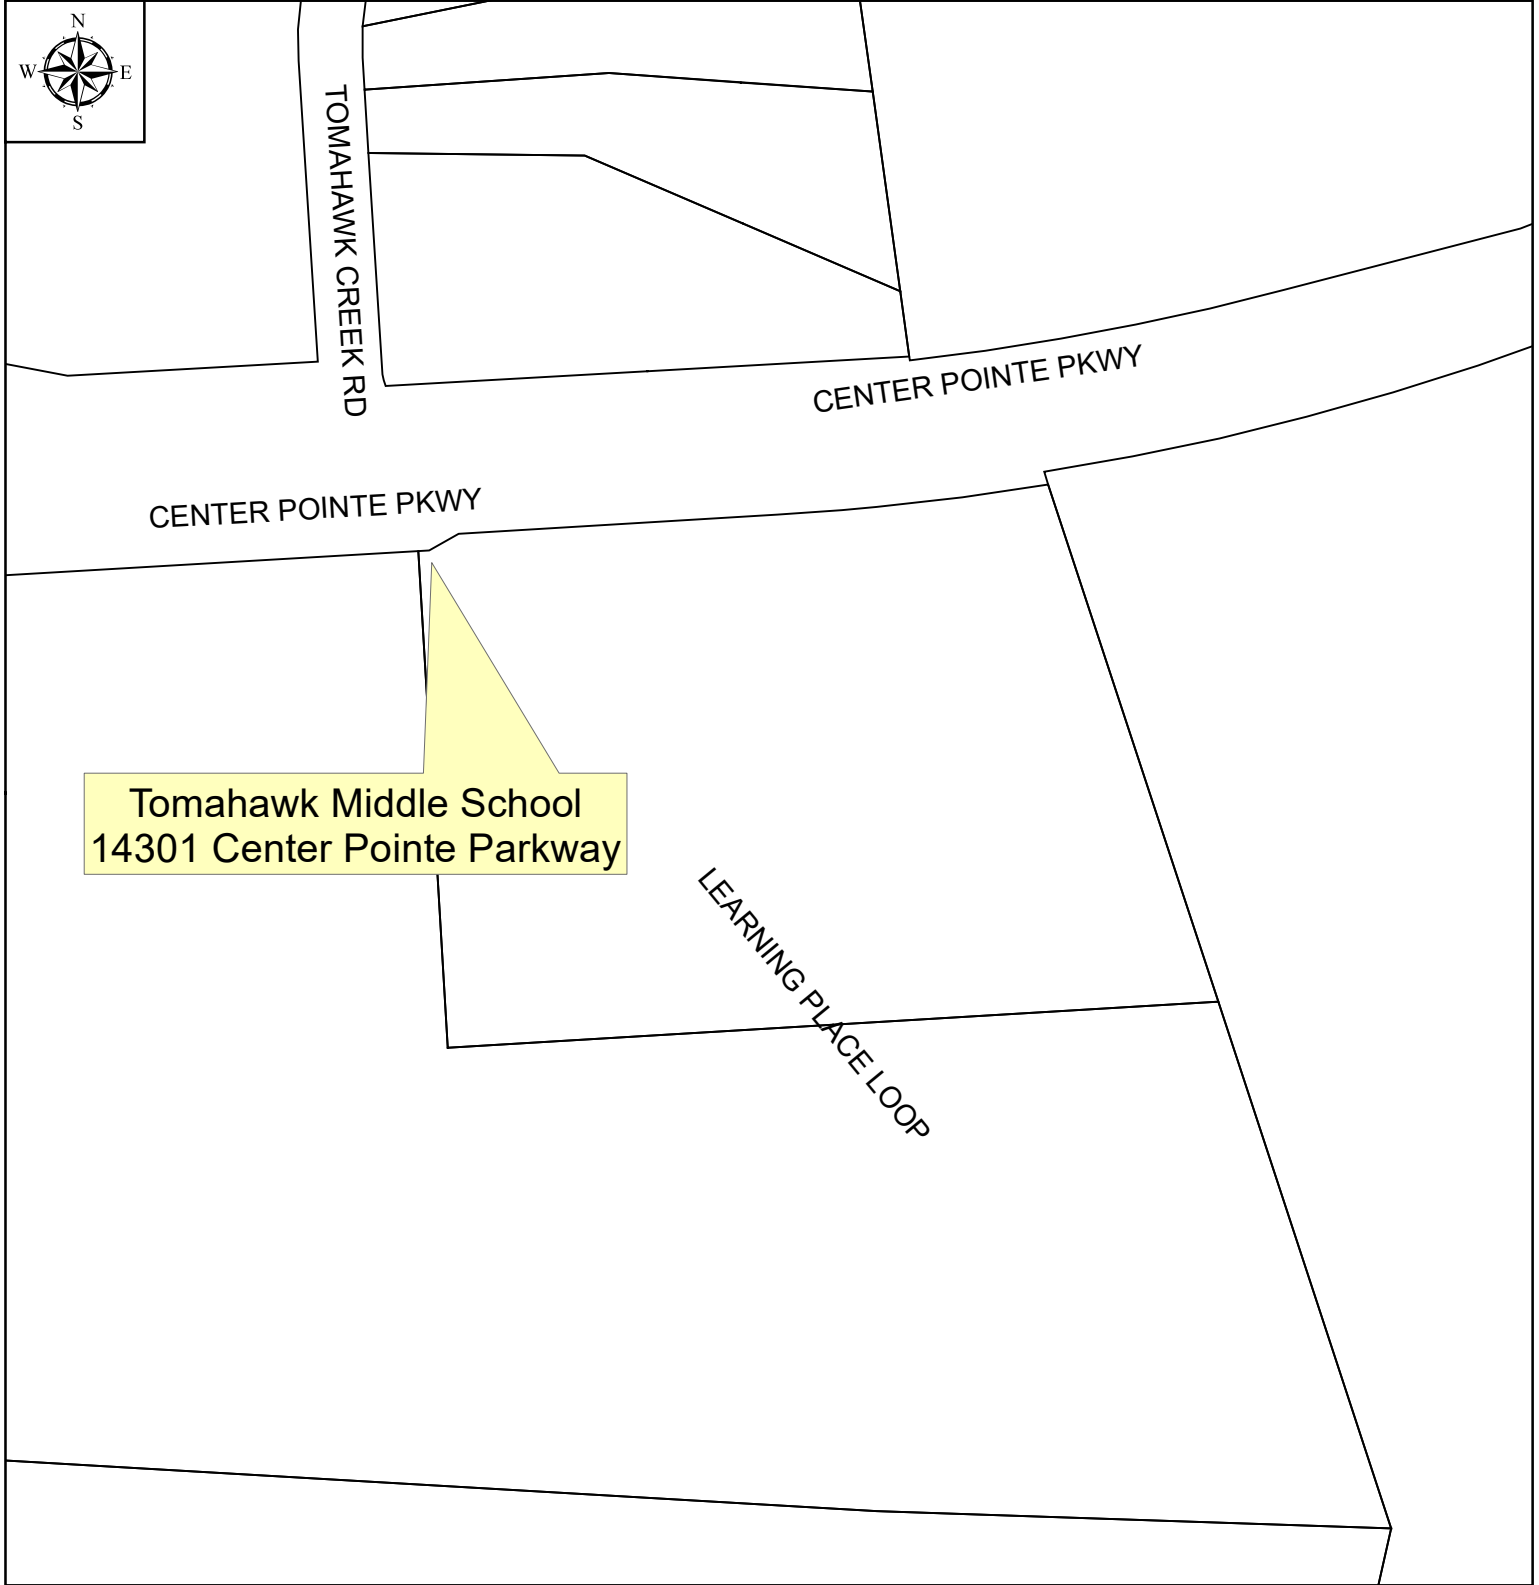 N
W E
S
TOMAHAWK CREEK RD
CENTER POINTE PKWY
CENTER POINTE PKWY
Tomahawk Middle School
14301 Center Pointe Parkway
LEARNING PLACE LOOP